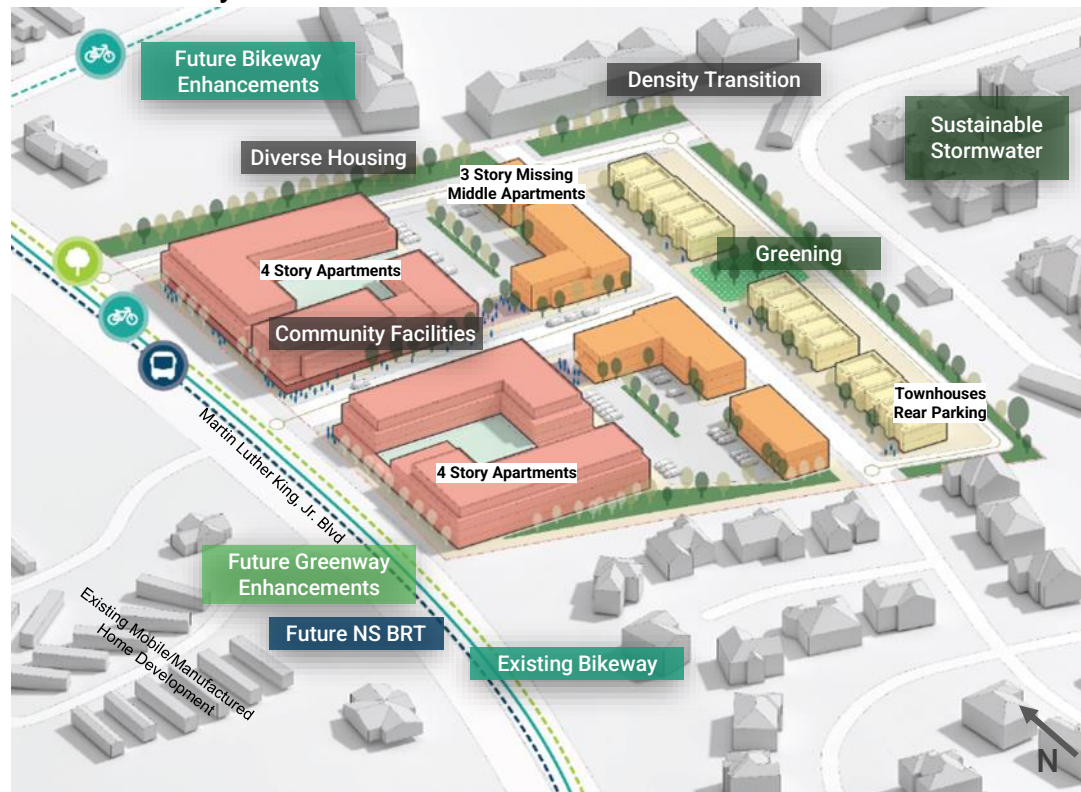 Future Bikeway
Enhancements
Density Transition
Sustainable
Stormwater
Diverse Housing
3 Story Missing
Middle Apartments
Greening
4 Story Apartments
Community Facilities
Townhouses
Rear Parking
Martin Luther King, Jr. Blvd
4 Story Apartments
Future Greenway
Enhancements
Existing Mobile/Manufactured
Home Development
Future NS BRT
Existing Bikeway
N